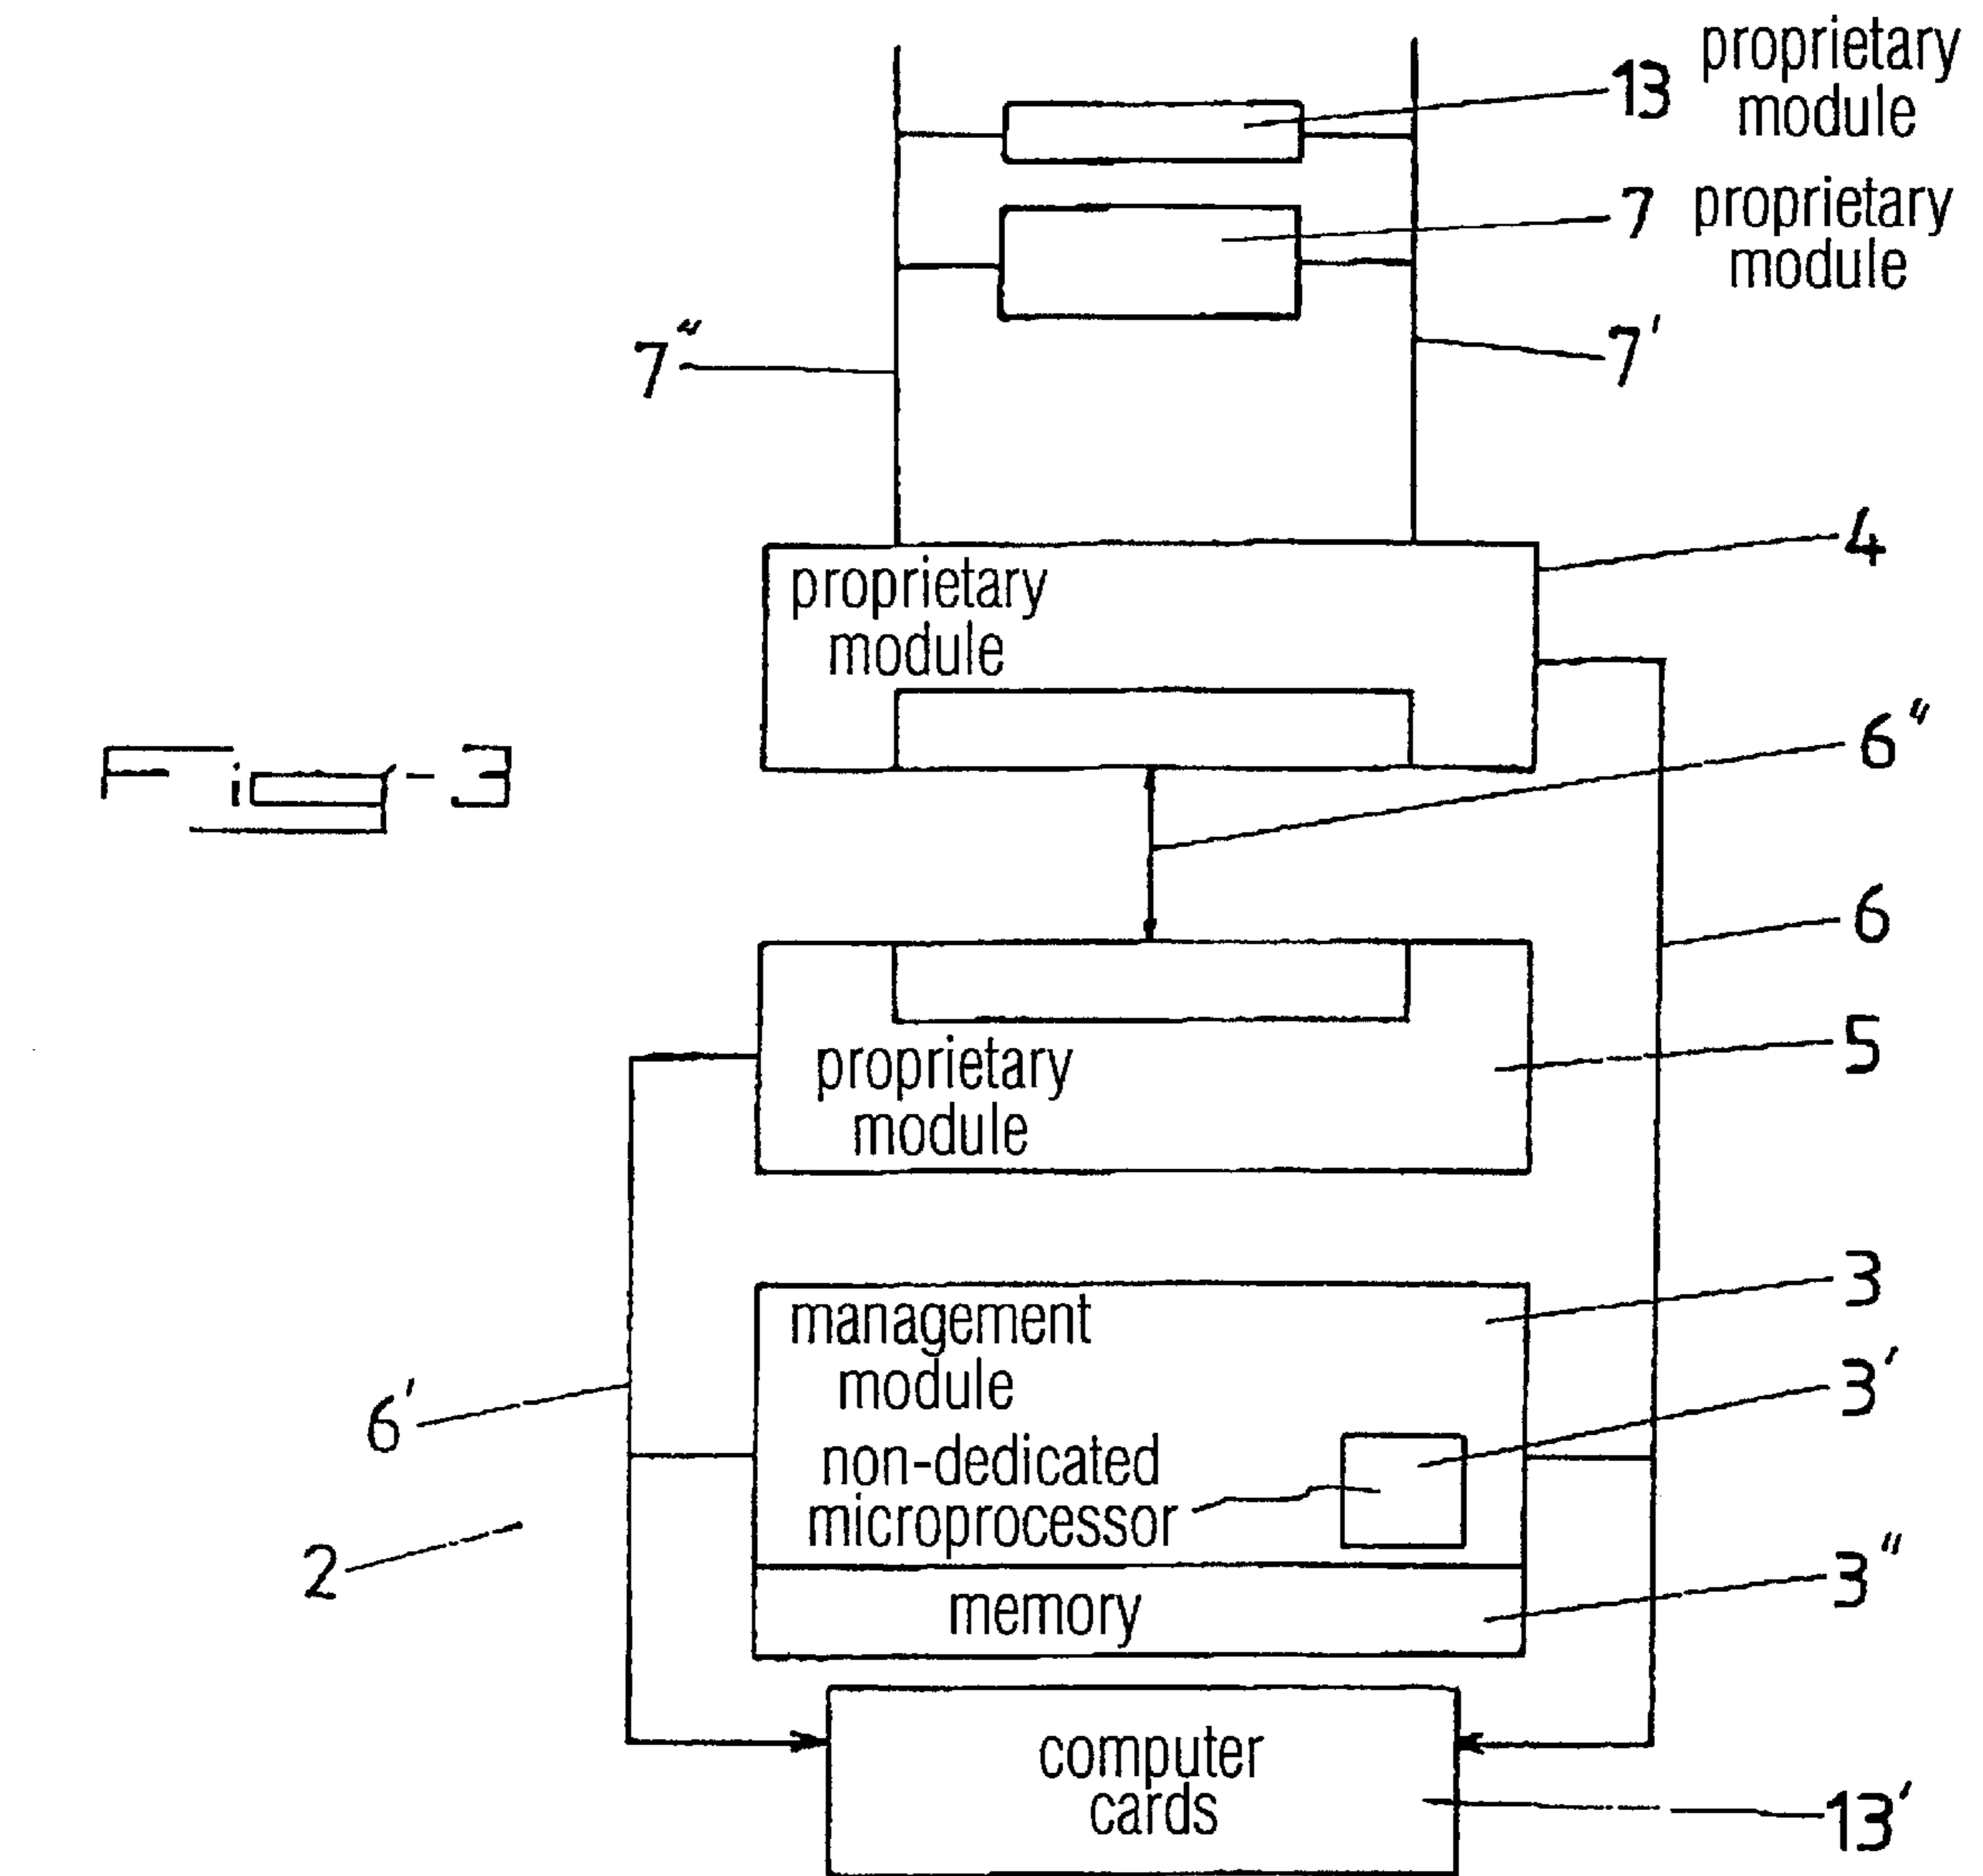 13 proprietary
module
7 proprietary
module
7"
7'
4
proprietary
module
6"
Fig-3
6
5
proprietary
module
3
management
module
3'
6'
non-dedicated
microprocessor
2
3"
memory
computer
cards
13'